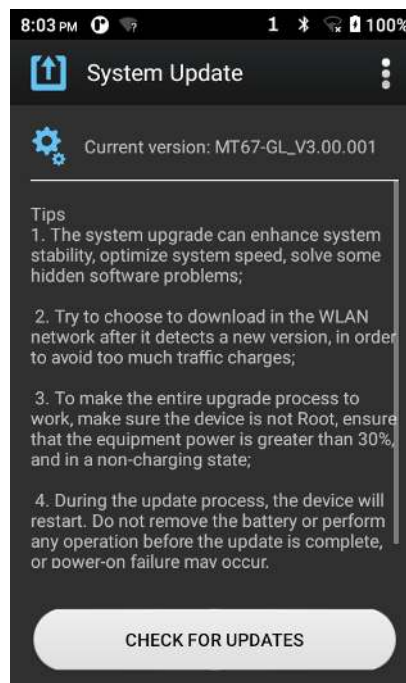 8:03 PM 1 100%
System Update
Current version: MT67-GL_V3.00.001
Tips
1. The system upgrade can enhance system
stability, optimize system speed, solve some
hidden software problems;
2. Try to choose to download in the WLAN
network after it detects a new version, in order
to avoid too much traffic charges;
3. To make the entire upgrade process to
work, make sure the device is not Root, ensure
that the equipment power is greater than 30%,
and in a non-charging state;
4. During the update process, the device will
restart. Do not remove the battery or perform
any operation before the update is complete,
or power-on failure may occur.
CHECK FOR UPDATES